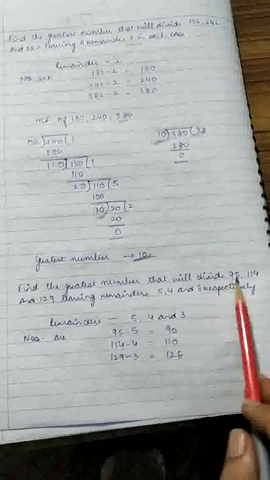 Find the greatest number that will divide 132, 242
and 382 leaving a remainder 2 in each case.
Remainder = 2
Nos. are
132-2 = 130
242-2 = 240
382-2 = 380
HCF of 130, 240, 380
130 240 1
130
110 130 1
110
20 110 5
100
10 20 2
20
0
10 380 38
380
0
Greatest number → 10
Find the greatest number that will divide 95, 114
and 129 leaving remainders 5, 4 and 3 respectively
Remainders - 5, 4 and 3
Nos. are
95-5 = 90
114-4 = 110
129-3 = 126